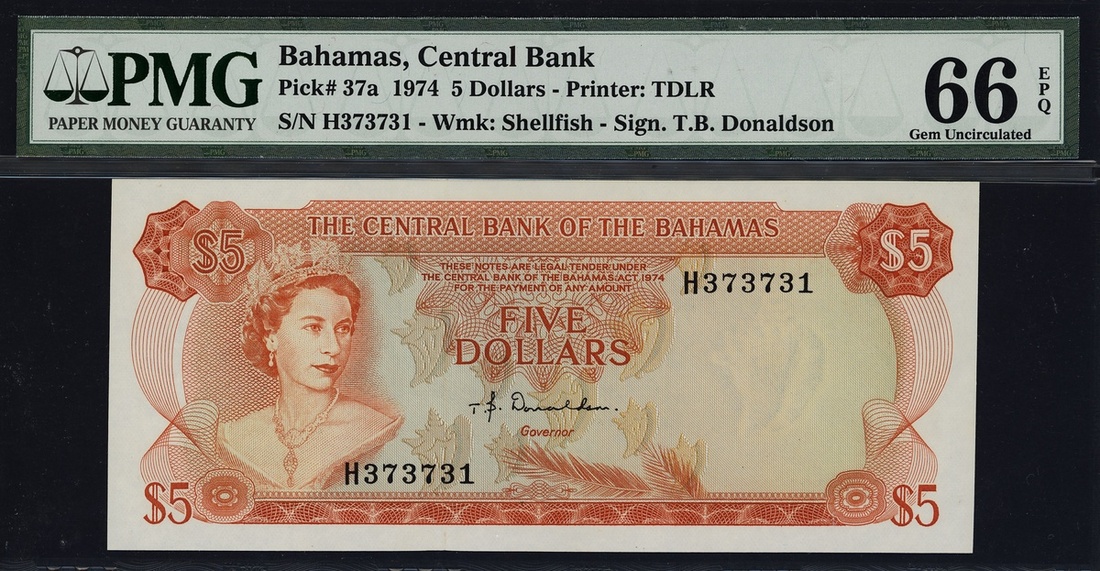 PMG
PAPER MONEY GUARANTY
Bahamas, Central Bank
Pick# 37a 1974 5 Dollars - Printer: TDLR
S/N H373731 - Wmk: Shellfish - Sign. T.B. Donaldson
66 EPQ
Gem Uncirculated
THE CENTRAL BANK OF THE BAHAMAS
$5
$5
THESE NOTES ARE LEGAL TENDER UNDER
THE CENTRAL BANK OF THE BAHAMAS ACT 1974
FOR THE PAYMENT OF ANY AMOUNT
H373731
FIVE
DOLLARS
T B. Donaldson.
Governor
H373731
$5
$5